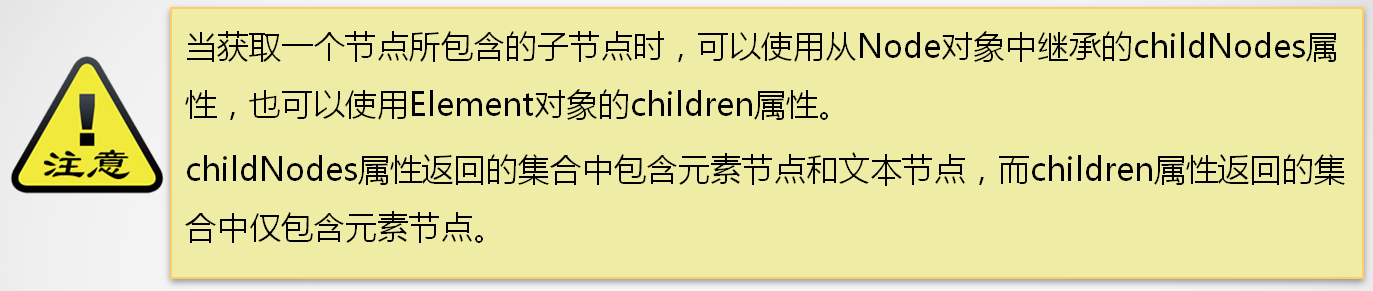 当获取一个节点所包含的子节点时，可以使用从Node对象中继承的childNodes属
性，也可以使用Element对象的children属性。
childNodes属性返回的集合中包含元素节点和文本节点，而children属性返回的集
合中仅包含元素节点。
!
注意